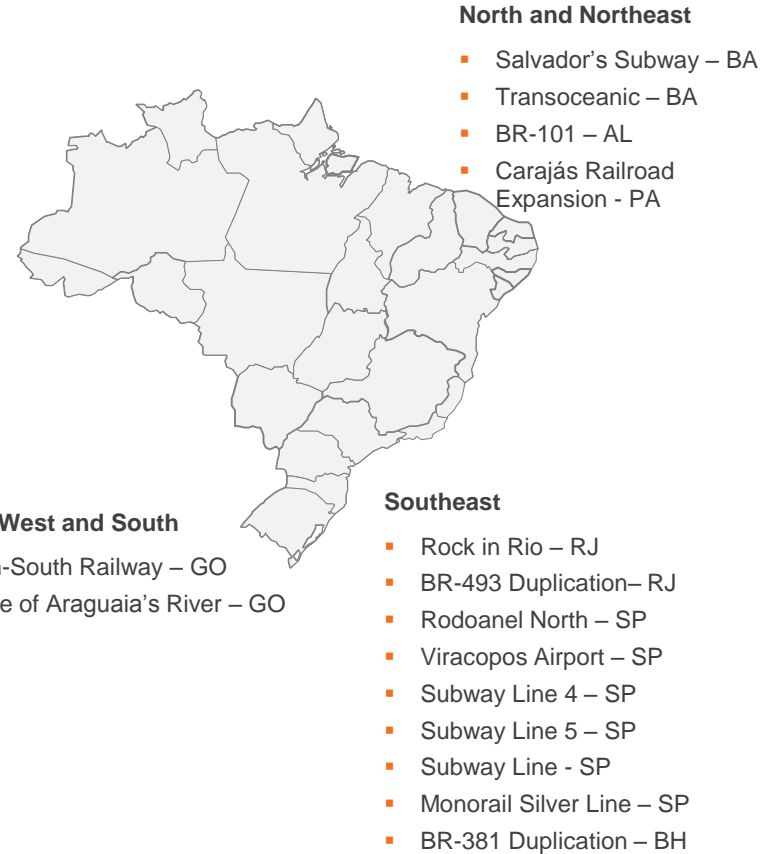 North and Northeast
▪ Salvador’s Subway – BA
▪ Transoceanic – BA
▪ BR-101 – AL
▪ Carajás Railroad
Expansion - PA
West and South
-South Railway – GO
e of Araguaia’s River – GO
Southeast
▪ Rock in Rio – RJ
▪ BR-493 Duplication– RJ
▪ Rodoanel North – SP
▪ Viracopos Airport – SP
▪ Subway Line 4 – SP
▪ Subway Line 5 – SP
▪ Subway Line - SP
▪ Monorail Silver Line – SP
▪ BR-381 Duplication – BH